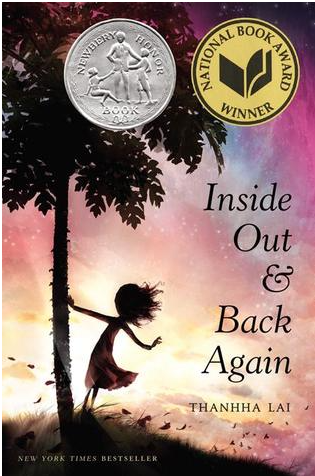 NEWBERY HONOR
BOOK
NATIONAL BOOK AWARD
WINNER
Inside
Out
&
Back
Again
THANHHA LAI
NEW YORK TIMES BESTSELLER